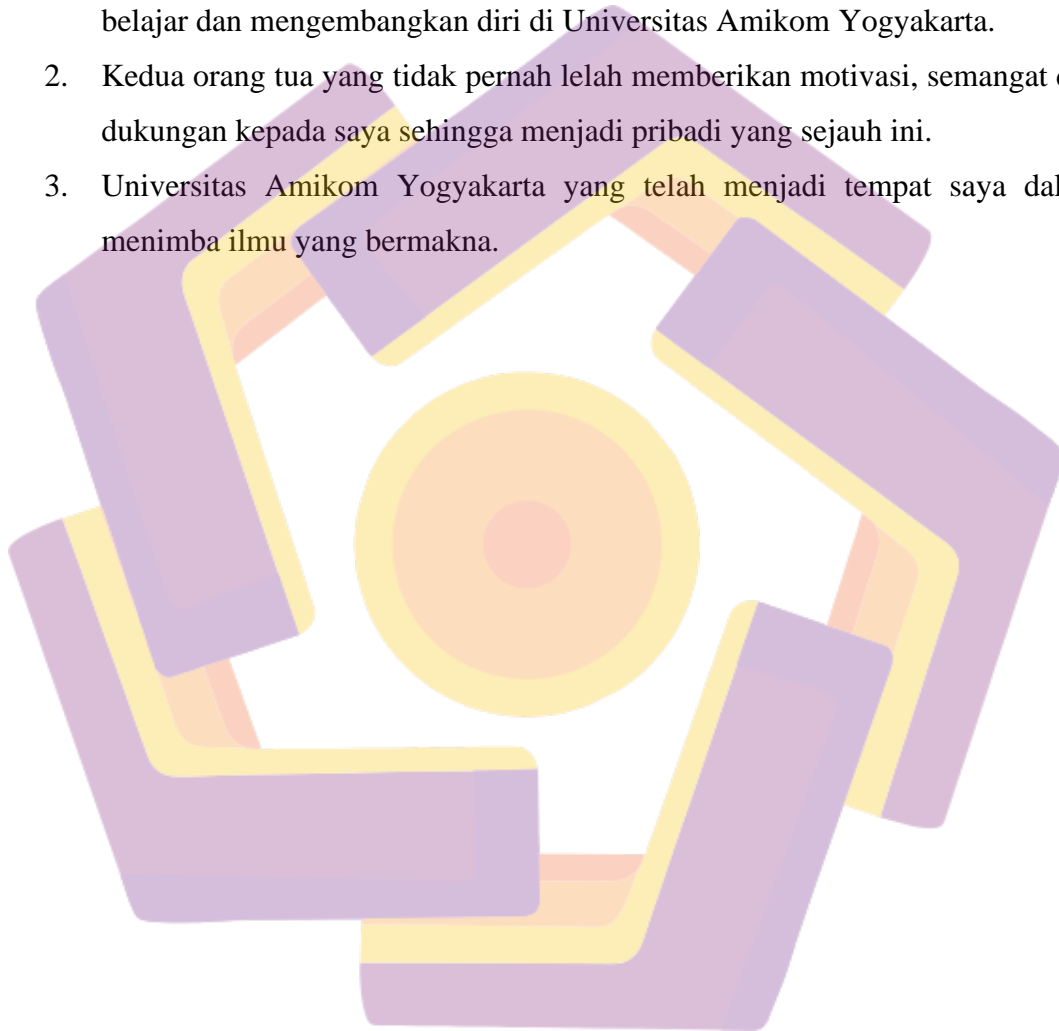 belajar dan mengembangkan diri di Universitas Amikom Yogyakarta.
2. Kedua orang tua yang tidak pernah lelah memberikan motivasi, semangat
dukungan kepada saya sehingga menjadi pribadi yang sejauh ini.
3. Universitas Amikom Yogyakarta yang telah menjadi tempat saya
menimba ilmu yang bermakna.